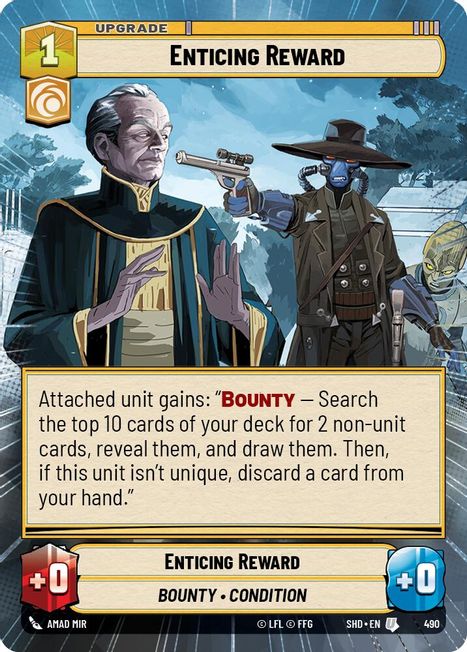 UPGRADE
1
ENTICING REWARD
Attached unit gains: “BOUNTY — Search
the top 10 cards of your deck for 2 non-unit
cards, reveal them, and draw them. Then,
if this unit isn’t unique, discard a card from
your hand.”
+0
ENTICING REWARD
+0
BOUNTY • CONDITION
AMAD MIR
© LFL © FFG
SHD • EN
U
490